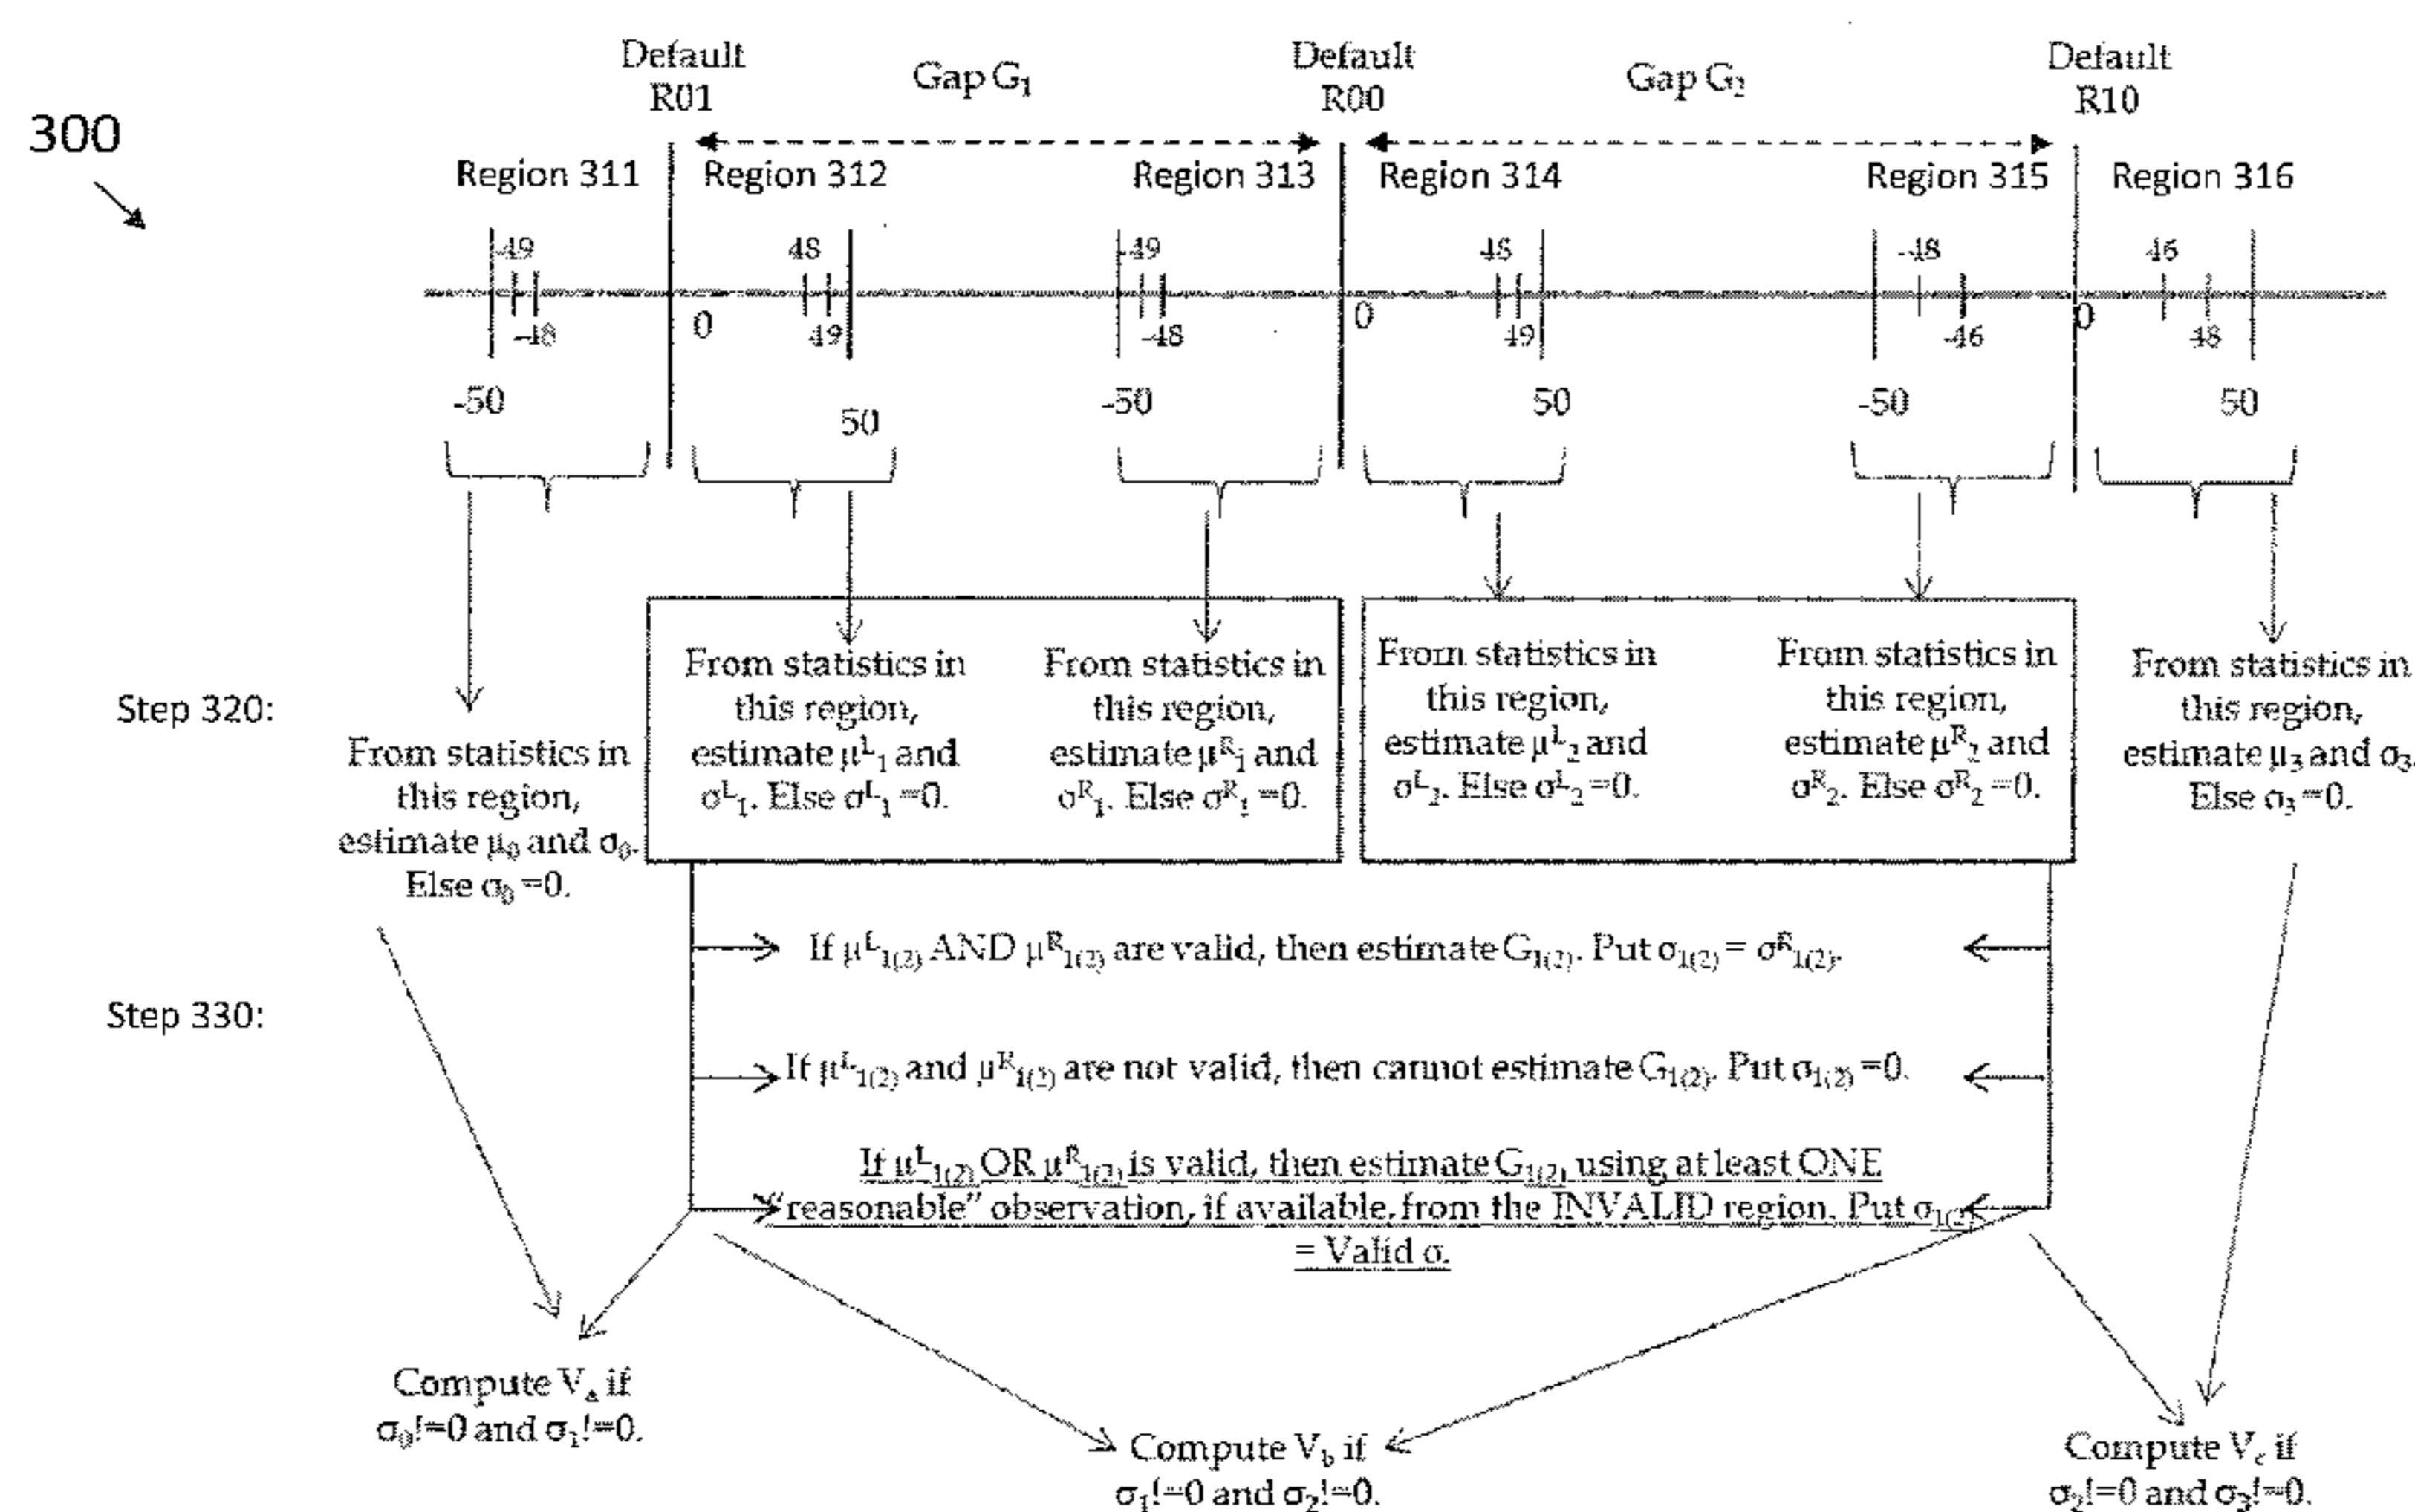 300
Default
R01
Gap G₁
Default
R00
Gap G₂
Default
R10
Region 311
Region 312
Region 313
Region 314
Region 315
Region 316
-49
48
-49
48
-48
46
-48
0
49
-48
0
49
-46
0
48
-50
50
-50
50
-50
50
Step 320:
From statistics in
this region,
estimate μ₀ and σ₀.
Else σ₀ =0.
From statistics in
this region,
estimate μᴸ₁ and
σᴸ₁. Else σᴸ₁ =0.
From statistics in
this region,
estimate μᴿ₁ and
σᴿ₁. Else σᴿ₁ =0.
From statistics in
this region,
estimate μᴸ₂ and
σᴸ₂. Else σᴸ₂ =0.
From statistics in
this region,
estimate μᴿ₂ and
σᴿ₂. Else σᴿ₂ =0.
From statistics in
this region,
estimate μ₃ and σ₃.
Else σ₃ =0.
Step 330:
If μᴸ₁₍₂₎ AND μᴿ₁₍₂₎ are valid, then estimate G₁₍₂₎. Put σ₁₍₂₎ = σᴿ₁₍₂₎.
If μᴸ₁₍₂₎ and μᴿ₁₍₂₎ are not valid, then cannot estimate G₁₍₂₎. Put σ₁₍₂₎ =0.
If μᴸ₁₍₂₎ OR μᴿ₁₍₂₎ is valid, then estimate G₁₍₂₎ using at least ONE
“reasonable” observation, if available, from the INVALID region. Put σ₁₍₂₎
= Valid σ.
Compute Vₐ if
σ₀!=0 and σ₁!=0.
Compute V_b if
σ₁!=0 and σ₂!=0.
Compute V_c if
σ₂!=0 and σ₃!=0.